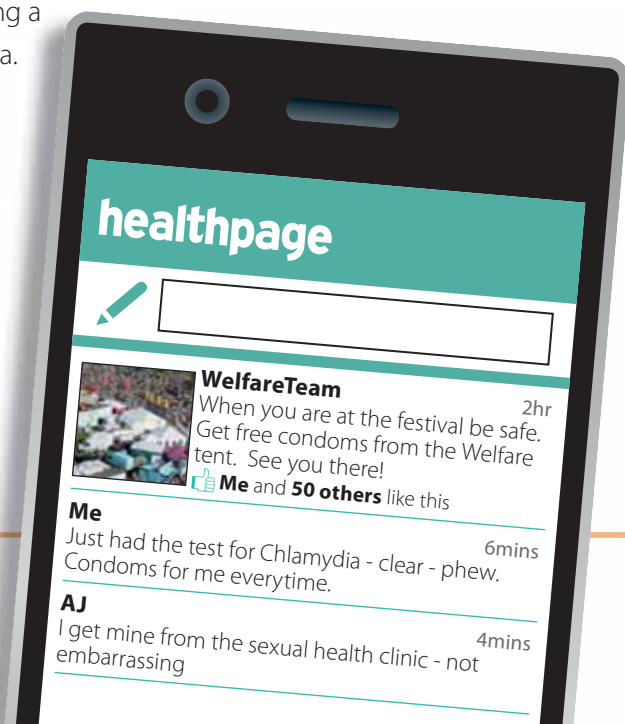 ng a
a.
healthpage
WelfareTeam 2hr
When you are at the festival be safe.
Get free condoms from the Welfare
tent. See you there!
Me and 50 others like this
Me 6mins
Just had the test for Chlamydia - clear - phew.
Condoms for me everytime.
AJ 4mins
I get mine from the sexual health clinic - not
embarrassing